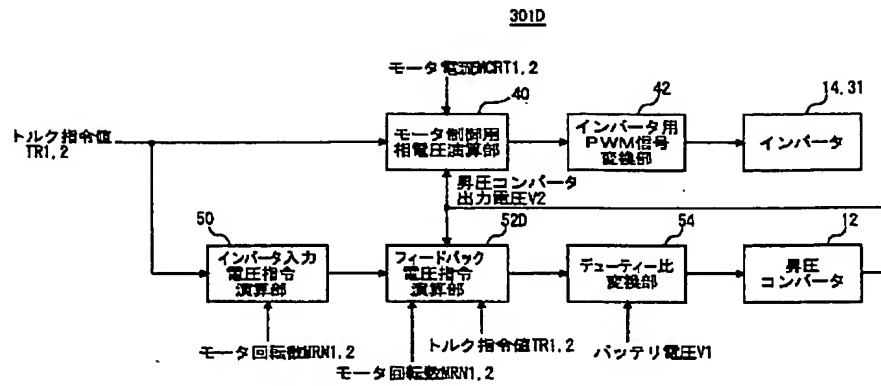 301D
モータ電流MCRT1,2
40
42
14,31
トルク指令値
TR1,2
モータ制御用
相電圧演算部
インバータ用
PWM信号
変換部
インバータ
昇圧コンバータ
出力電圧V2
50
52D
54
12
インバータ入力
電圧指令
演算部
フィードバック
電圧指令
演算部
デューティー比
変換部
昇圧
コンバータ
モータ回転数MRN1,2
トルク指令値TR1,2
モータ回転数MRN1,2
バッテリ電圧V1